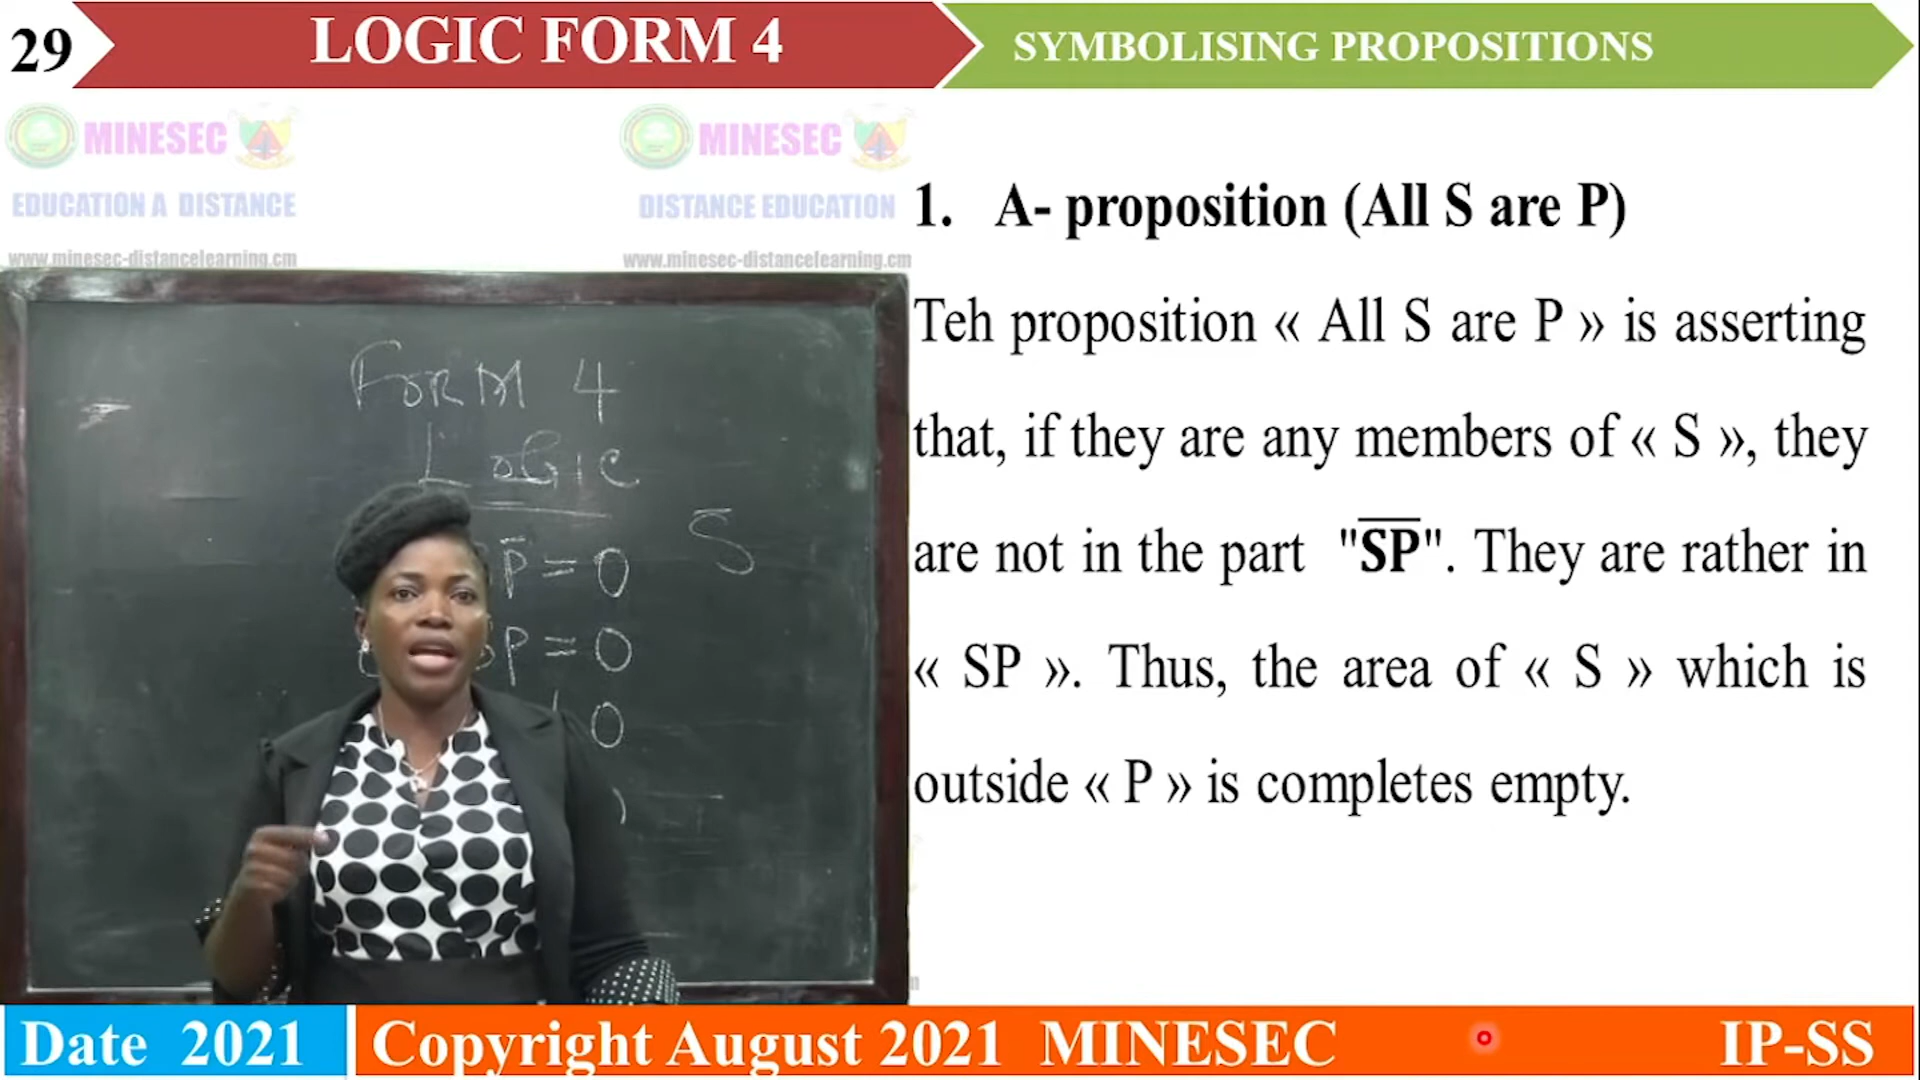 29
LOGIC FORM 4
SYMBOLISING PROPOSITIONS
MINESEC
EDUCATION A DISTANCE
www.minesec-distancelearning.cm
MINESEC
DISTANCE EDUCATION
www.minesec-distancelearning.cm
1. A- proposition (All S are P)
Teh proposition « All S are P » is asserting
that, if they are any members of « S », they
are not in the part "S̅P̅". They are rather in
« SP ». Thus, the area of « S » which is
outside « P » is completes empty.
FORM 4
LOGIC
P̅ = 0
S̅
SP = 0
0
Date 2021
Copyright August 2021 MINESEC
IP-SS